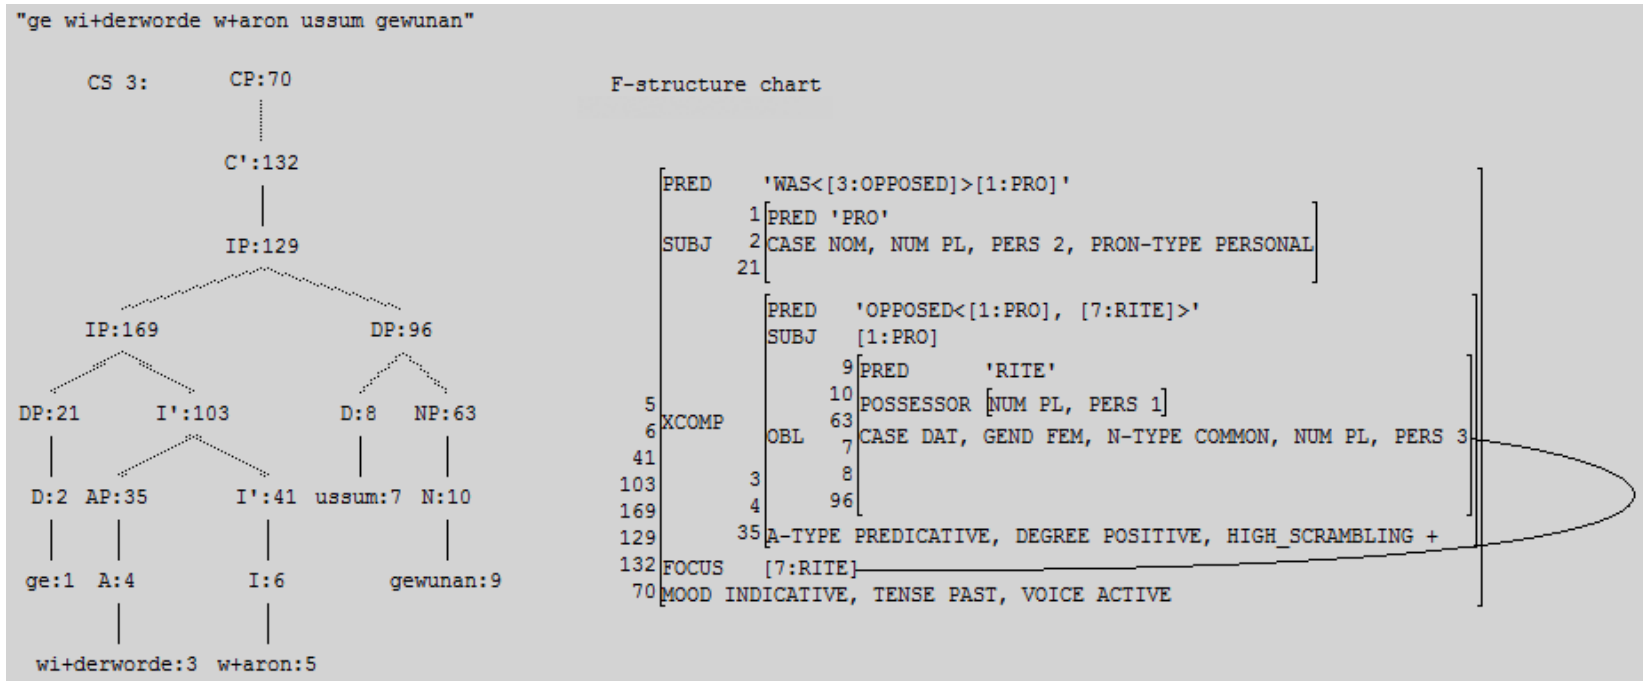 "ge wi+derworde w+aron ussum gewunan"
CS 3: CP:70
F-structure chart
C':132
IP:129
IP:169 DP:96
DP:21 I':103 D:8 NP:63
D:2 AP:35 I':41 ussum:7 N:10
ge:1 A:4 I:6 gewunan:9
wi+derworde:3 w+aron:5
PRED 'WAS<[3:OPPOSED]>[1:PRO]'
1 PRED 'PRO'
SUBJ 2 CASE NOM, NUM PL, PERS 2, PRON-TYPE PERSONAL
21
PRED 'OPPOSED<[1:PRO], [7:RITE]>'
SUBJ [1:PRO]
9 PRED 'RITE'
5 10 POSSESSOR [NUM PL, PERS 1]
6 XCOMP 63
OBL 7 CASE DAT, GEND FEM, N-TYPE COMMON, NUM PL, PERS 3
41
103 3 8
169 4 96
129 35 A-TYPE PREDICATIVE, DEGREE POSITIVE, HIGH_SCRAMBLING +
132 FOCUS [7:RITE]
70 MOOD INDICATIVE, TENSE PAST, VOICE ACTIVE